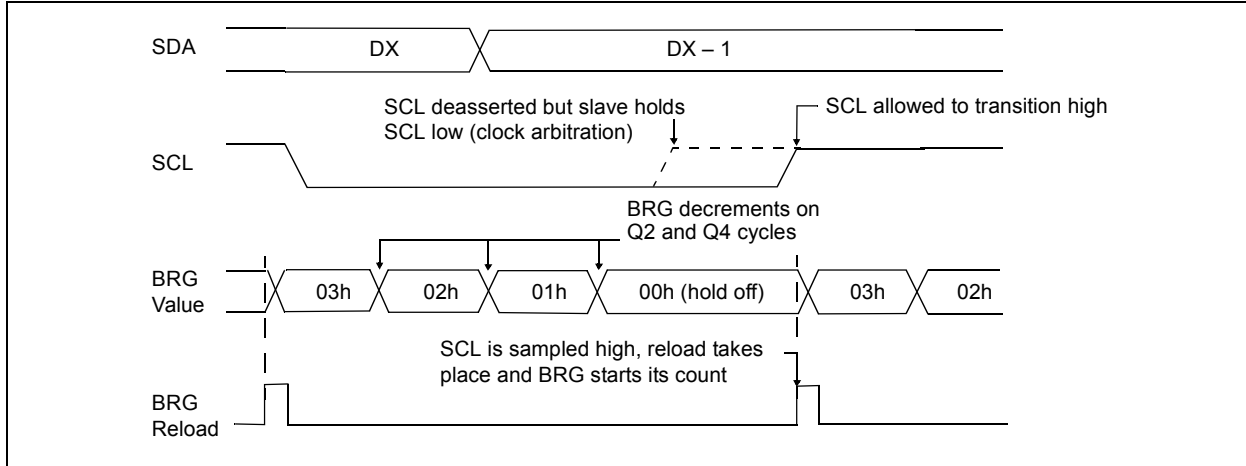 SDA
DX
DX – 1
SCL deasserted but slave holds
SCL low (clock arbitration)
SCL allowed to transition high
SCL
BRG decrements on
Q2 and Q4 cycles
BRG
Value
03h
02h
01h
00h (hold off)
03h
02h
SCL is sampled high, reload takes
place and BRG starts its count
BRG
Reload